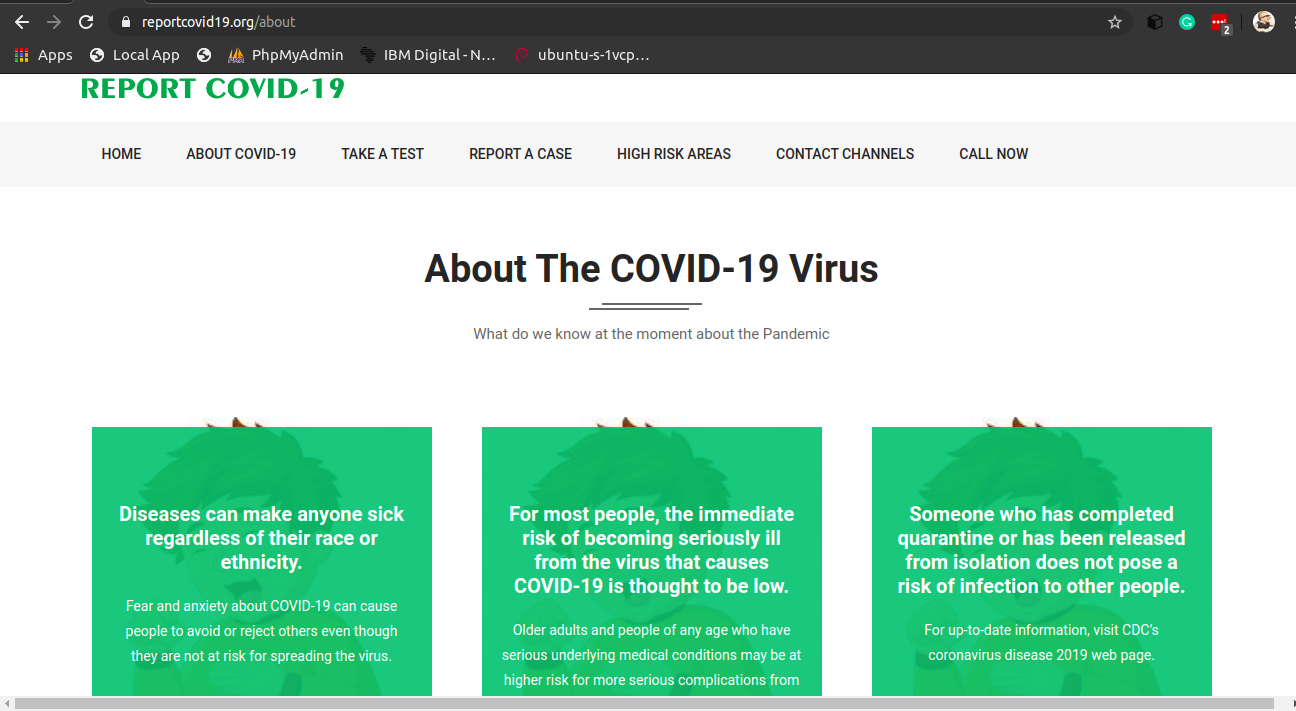 reportcovid19.org/about
2
Apps Local App PhpMyAdmin IBM Digital - N... ubuntu-s-1vcp...
REPORT COVID-19
HOME ABOUT COVID-19 TAKE A TEST REPORT A CASE HIGH RISK AREAS CONTACT CHANNELS CALL NOW
About The COVID-19 Virus
What do we know at the moment about the Pandemic
Diseases can make anyone sick
regardless of their race or
ethnicity.
Fear and anxiety about COVID-19 can cause
people to avoid or reject others even though
they are not at risk for spreading the virus.
For most people, the immediate
risk of becoming seriously ill
from the virus that causes
COVID-19 is thought to be low.
Older adults and people of any age who have
serious underlying medical conditions may be at
higher risk for more serious complications from
Someone who has completed
quarantine or has been released
from isolation does not pose a
risk of infection to other people.
For up-to-date information, visit CDC's
coronavirus disease 2019 web page.